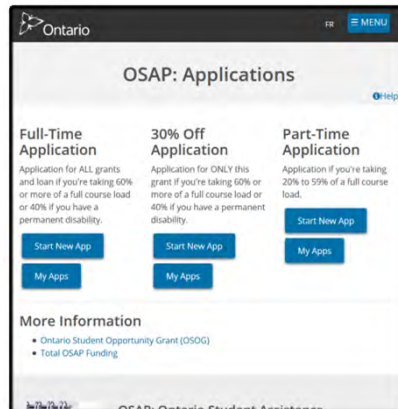 Ontario
FR
☰ MENU
OSAP: Applications
Help
Full-Time
Application
Application for ALL grants
and loan if you're taking 60%
or more of a full course load
or 40% if you have a
permanent disability.
Start New App
My Apps
30% Off
Application
Application for ONLY this
grant if you're taking 60% or
more of a full course load or
40% if you have a permanent
disability.
Start New App
My Apps
Part-Time
Application
Application if you're taking
20% to 59% of a full course
load.
Start New App
My Apps
More Information
Ontario Student Opportunity Grant (OSOG)
Total OSAP Funding
OSAP: Ontario Student Assistance